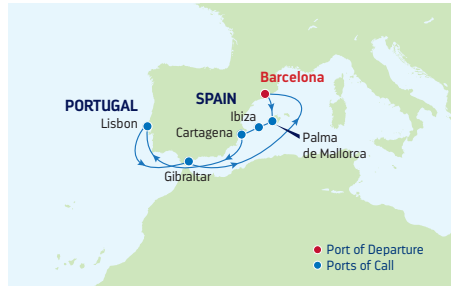 Barcelona
SPAIN
PORTUGAL
Ibiza
Lisbon
Cartagena
Palma
de Mallorca
Gibraltar
Port of Departure
Ports of Call